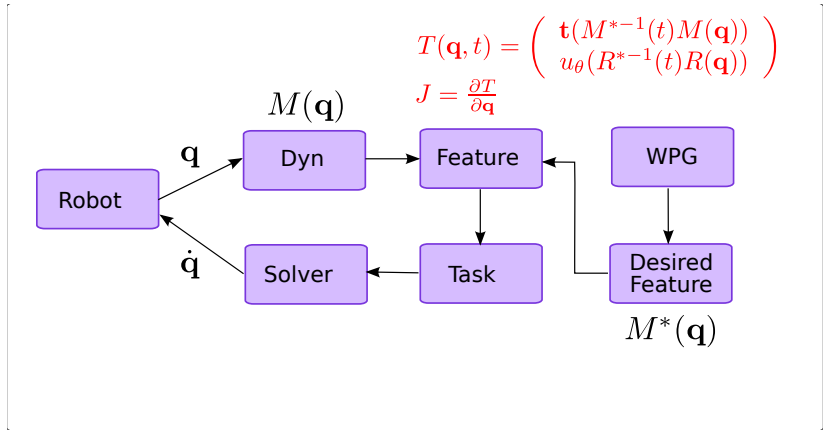 T(𝐪, t) = ( 𝐭(M*⁻¹(t)M(𝐪))
u_θ(R*⁻¹(t)R(𝐪)) )
J = ∂T/∂𝐪
M(𝐪)
𝐪
Dyn
Feature
WPG
Robot
q̇
Solver
Task
Desired
Feature
M*(𝐪)